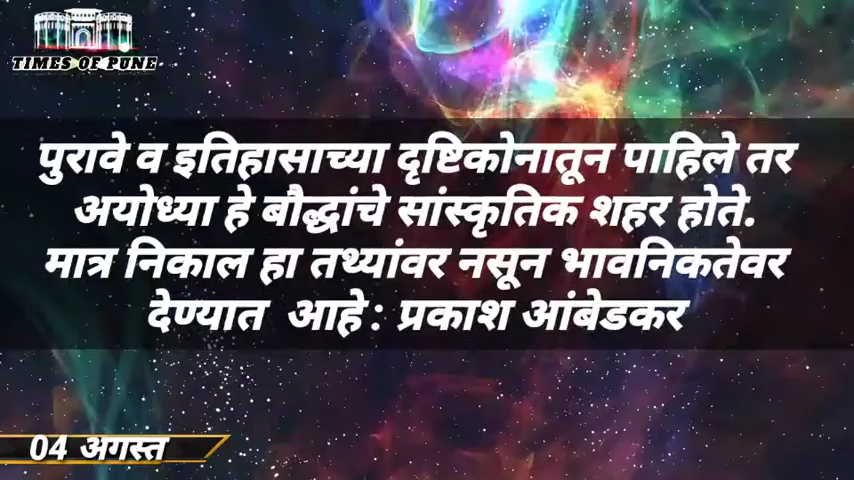 TIMES OF PUNE
पुरावे व इतिहासाच्या दृष्टिकोनातून पाहिले तर
अयोध्या हे बौद्धांचे सांस्कृतिक शहर होते.
मात्र निकाल हा तथ्यांवर नसून भावनिकतेवर
देण्यात आहे: प्रकाश आंबेडकर
04 अगस्त